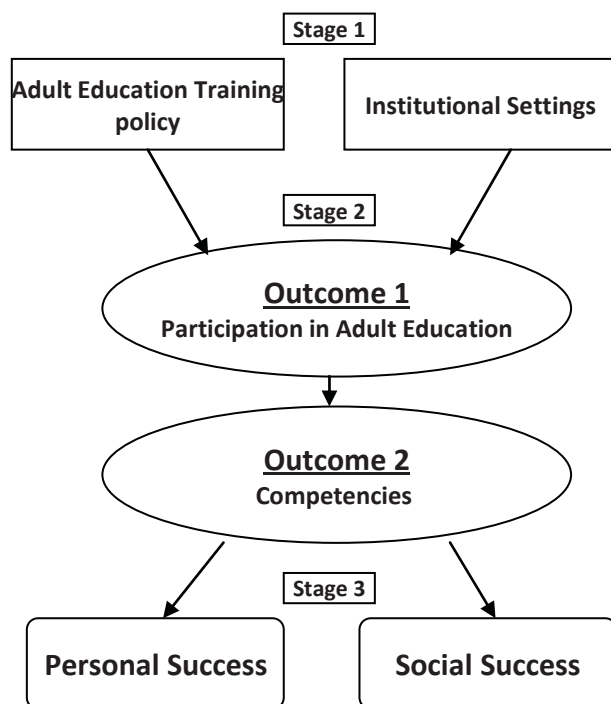 Stage 1
Adult Education Training
policy
Institutional Settings
Stage 2
Outcome 1
Participation in Adult Education
Outcome 2
Competencies
Stage 3
Personal Success
Social Success